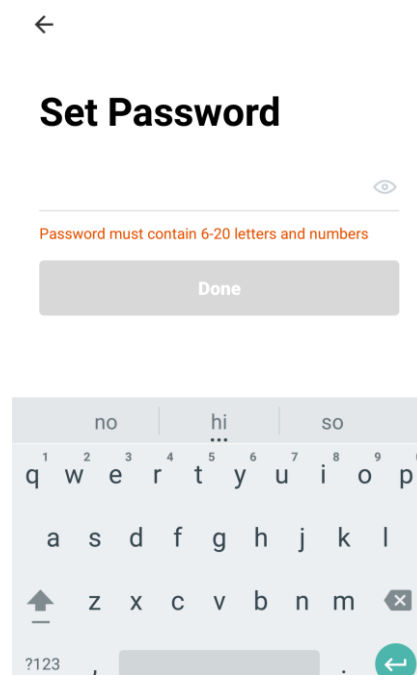 Set Password
Password must contain 6-20 letters and numbers
Done
no hi so
1 2 3 4 5 6 7 8 9
q w e r t y u i o p
a s d f g h j k l
z x c v b n m
?123 , .